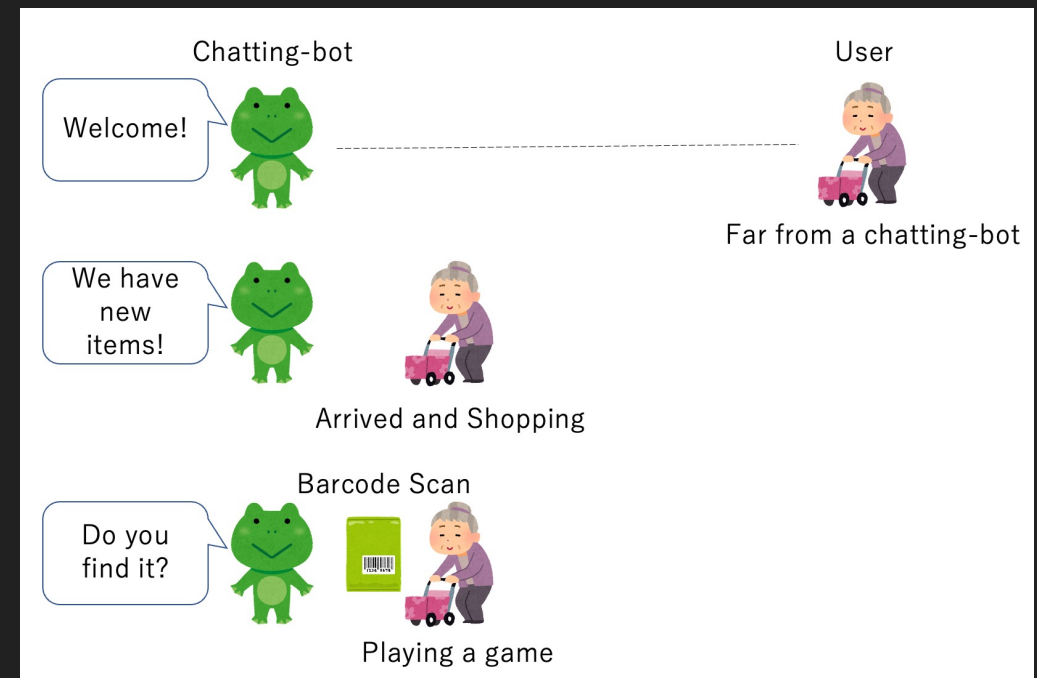 Chatting-bot
User
Welcome!
Far from a chatting-bot
We have
new
items!
Arrived and Shopping
Barcode Scan
Do you
find it?
Playing a game